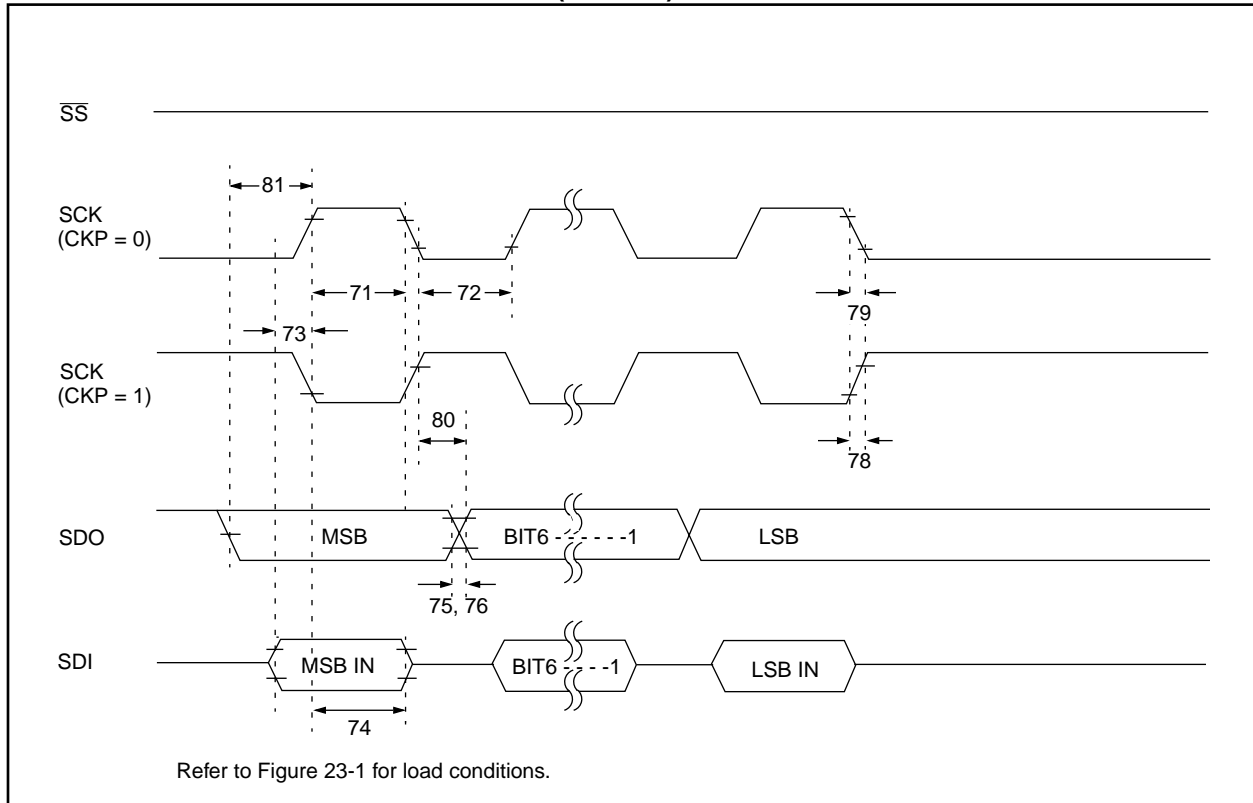 SS
81
SCK
(CKP = 0)
71
72
79
73
SCK
(CKP = 1)
80
78
SDO
MSB
BIT6 - - - - - -1
LSB
75, 76
SDI
MSB IN
BIT6 - - - - -1
LSB IN
74
Refer to Figure 23-1 for load conditions.